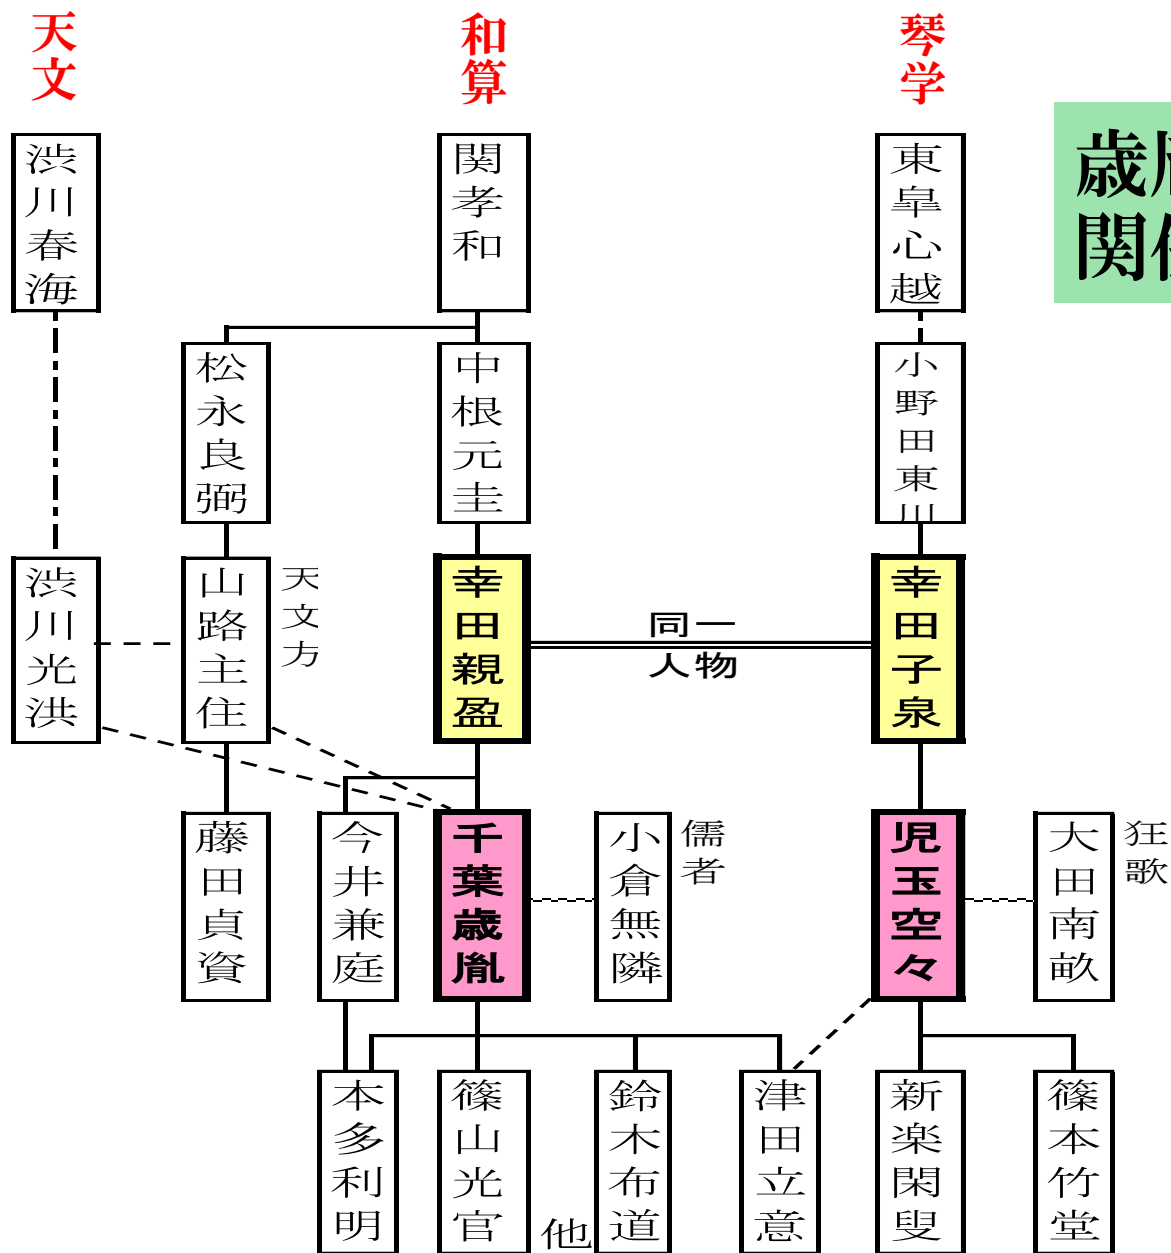 天文
和算
琴学
歳
関
渋川春海
関孝和
東皐心越
松永良弼
中根元圭
小野田東川
渋川光洪
山路主住
天文方
幸田親盈
同一
人物
幸田子泉
藤田貞資
今井兼庭
千葉歳胤
小倉無隣
儒者
児玉空々
大田南畝
狂歌
本多利明
篠山光官
他
鈴木布道
津田立意
新楽閑叟
篠本竹堂